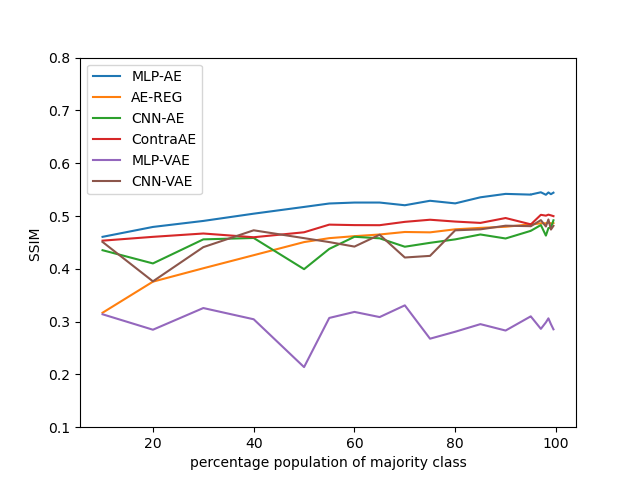 0.8
0.7
0.6
0.5
0.4
0.3
0.2
0.1
SSIM
MLP-AE
AE-REG
CNN-AE
ContraAE
MLP-VAE
CNN-VAE
20 40 60 80 100
percentage population of majority class